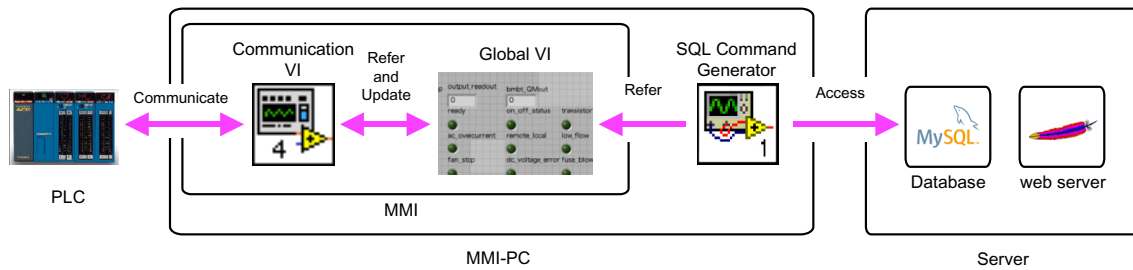 Communication
VI
Refer
and
Update
Global VI
SQL Command
Generator
Communicate
Refer
Access
4
p output_readout
bmbt_QMout
0
0
ready
on_off_status
transistor
ac_overcurrent
remote_local
low_flow
fan_stop
dc_voltage_error
fuse_blow
1
MySQL
Database
web server
PLC
MMI
MMI-PC
Server